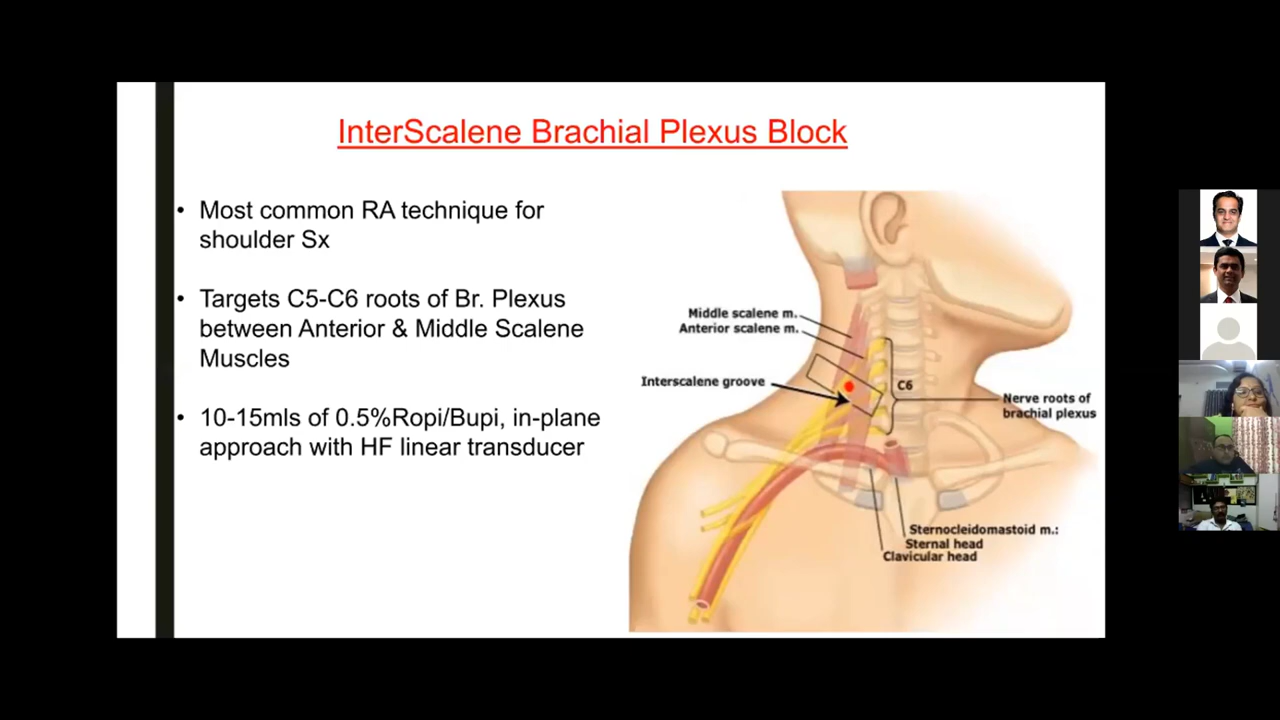 InterScalene Brachial Plexus Block
• Most common RA technique for
shoulder Sx
• Targets C5-C6 roots of Br. Plexus
between Anterior & Middle Scalene
Muscles
• 10-15mls of 0.5%Ropi/Bupi, in-plane
approach with HF linear transducer
Middle scalene m.
Anterior scalene m.
Interscalene groove
C6
Nerve roots of
brachial plexus
Sternocleidomastoid m.:
Sternal head
Clavicular head